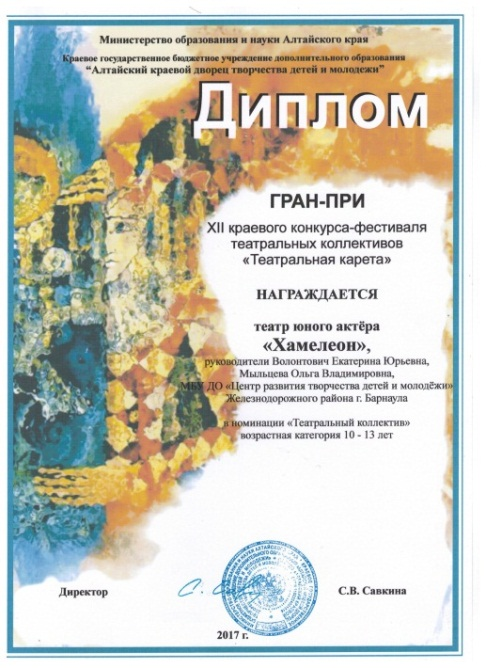 Министерство образования и науки Алтайского края
Краевое государственное бюджетное учреждение дополнительного образования
“Алтайский краевой дворец творчества детей и молодежи”
Диплом
ГРАН-ПРИ
XII краевого конкурса-фестиваля
театральных коллективов
«Театральная карета»
НАГРАЖДАЕТСЯ
театр юного актёра
«Хамелеон»,
руководители Волонтович Екатерина Юрьевна,
Мыльцева Ольга Владимировна,
МБУ ДО «Центр развития творчества детей и молодёжи»
Железнодорожного района г. Барнаула
в номинации «Театральный коллектив»
возрастная категория 10 - 13 лет
Директор
С.В. Савкина
2017 г.